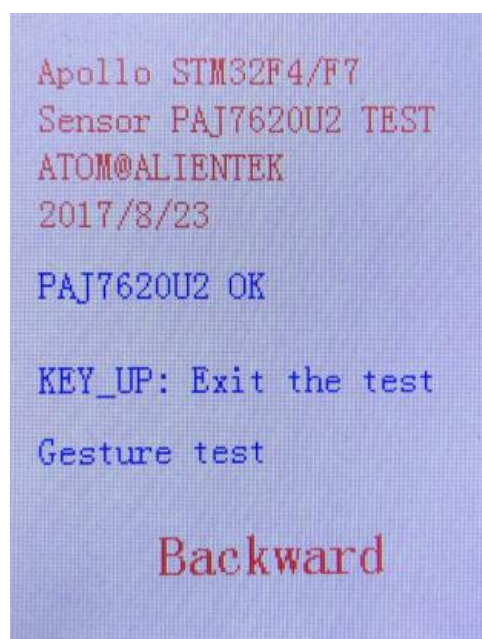 Apollo STM32F4/F7
Sensor PAJ7620U2 TEST
ATOM@ALIENTEK
2017/8/23
PAJ7620U2 OK
KEY_UP: Exit the test
Gesture test
Backward